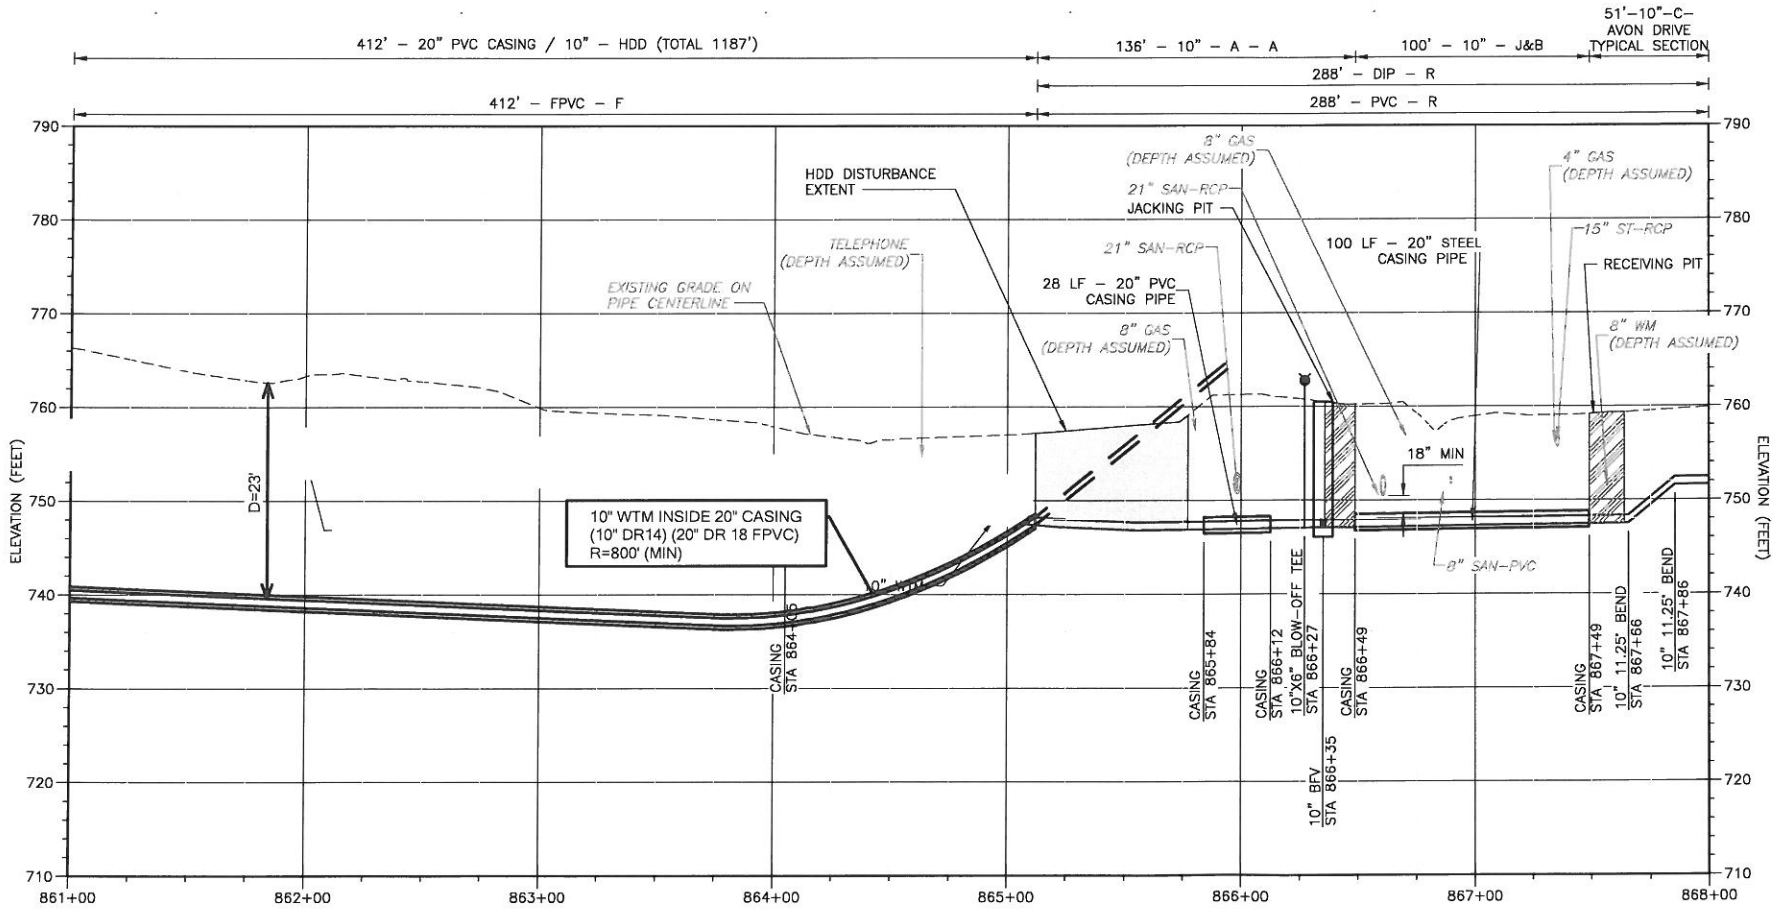 51'-10"-C-
AVON DRIVE
TYPICAL SECTION
412' - 20" PVC CASING / 10" - HDD (TOTAL 1187')
136' - 10" - A - A
100' - 10" - J&B
288' - DIP - R
412' - FPVC - F
288' - PVC - R
790
780
770
760
750
740
730
720
710
ELEVATION (FEET)
HDD DISTURBANCE
EXTENT
TELEPHONE
(DEPTH ASSUMED)
EXISTING GRADE ON
PIPE CENTERLINE
8" GAS
(DEPTH ASSUMED)
21" SAN-RCP
JACKING PIT
21" SAN-RCP
28 LF - 20" PVC
CASING PIPE
8" GAS
(DEPTH ASSUMED)
4" GAS
(DEPTH ASSUMED)
15" ST-RCP
100 LF - 20" STEEL
CASING PIPE
RECEIVING PIT
8" WM
(DEPTH ASSUMED)
D=23'
10" WTM INSIDE 20" CASING
(10" DR14) (20" DR 18 FPVC)
R=800' (MIN)
18" MIN
8" SAN-PVC
CASING
STA 864+05
CASING
STA 865+84
CASING
STA 866+12
10"X6" BLOW-OFF TEE
STA 866+27
10" BFV
STA 866+35
CASING
STA 866+49
CASING
STA 867+49
10" 11.25° BEND
STA 867+66
10" 11.25° BEND
STA 867+86
790
780
770
760
750
740
730
720
710
ELEVATION (FEET)
861+00
862+00
863+00
864+00
865+00
866+00
867+00
868+00